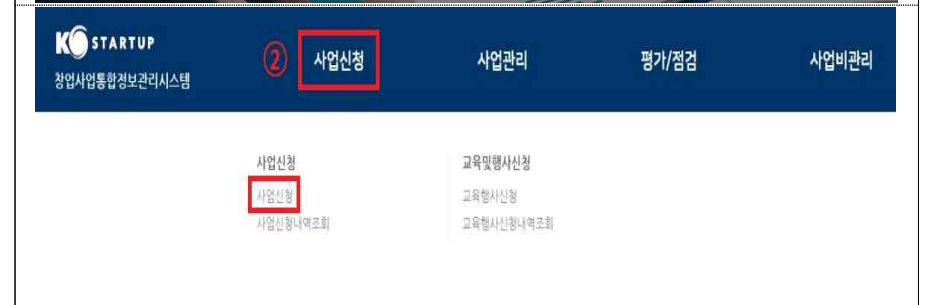 K STARTUP
창업사업통합정보관리시스템
② 사업신청 사업관리 평가/점검 사업비관리
사업신청 교육및행사신청
사업신청 교육행사신청
사업신청내역조회 교육행사신청내역조회